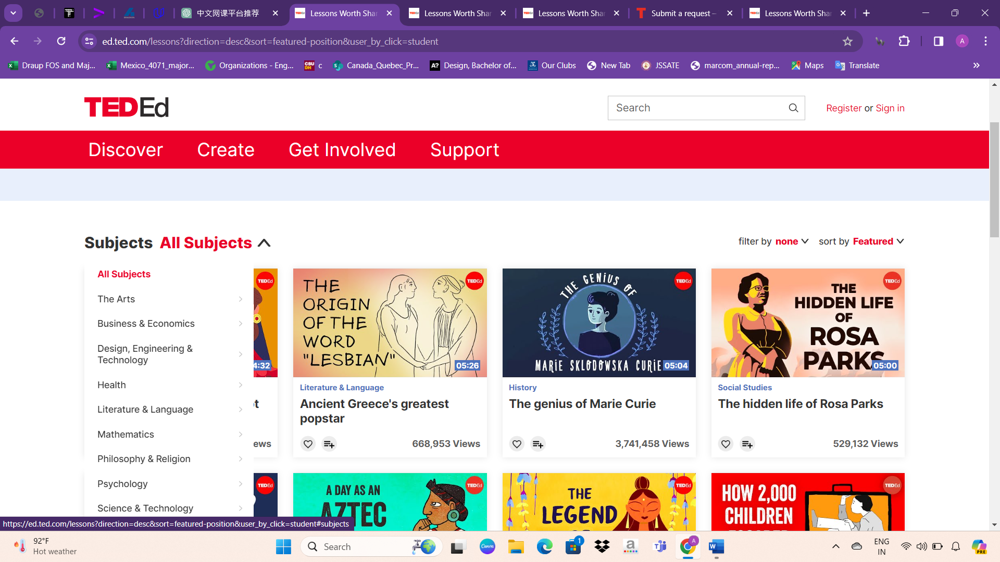 中文网课平台推荐
Lessons Worth Shar
Lessons Worth Shar
Lessons Worth Shar
Submit a request –
Lessons Worth Shar
ed.ted.com/lessons?direction=desc&sort=featured-position&user_by_click=student
A
Draup FOS and Maj...
Mexico_4071_major...
Organizations - Eng...
c
Canada_Quebec_Pr...
Design, Bachelor of...
Our Clubs
New Tab
JSSATE
marcom_annual-rep...
Maps
Translate
TEDEd
Search
Register or Sign in
Discover
Create
Get Involved
Support
Subjects All Subjects
filter by none
sort by Featured
All Subjects
The Arts
Business & Economics
Design, Engineering &
Technology
Health
Literature & Language
Mathematics
Philosophy & Religion
Psychology
Science & Technology
TEDEd
4:32
ot
ews
THE
ORIGIN
OF THE
WORD
"LESBIAN"
TEDEd
05:26
Literature & Language
Ancient Greece's greatest
popstar
668,953 Views
THE GENIUS OF
MARIE SKLODOWSKA CURIE
TEDEd
05:04
History
The genius of Marie Curie
3,741,458 Views
THE
HIDDEN LIFE
OF
ROSA
PARKS
TEDEd
05:00
Social Studies
The hidden life of Rosa Parks
529,132 Views
TEDEd
A DAY AS AN
AZTEC
TEDEd
THE
LEGEND
TEDEd
HOW 2,000
CHILDREN
TEDEd
https://ed.ted.com/lessons?direction=desc&sort=featured-position&user_by_click=student#subjects
92°F
Hot weather
Search
Canva
1
A
ENG
IN
PRE